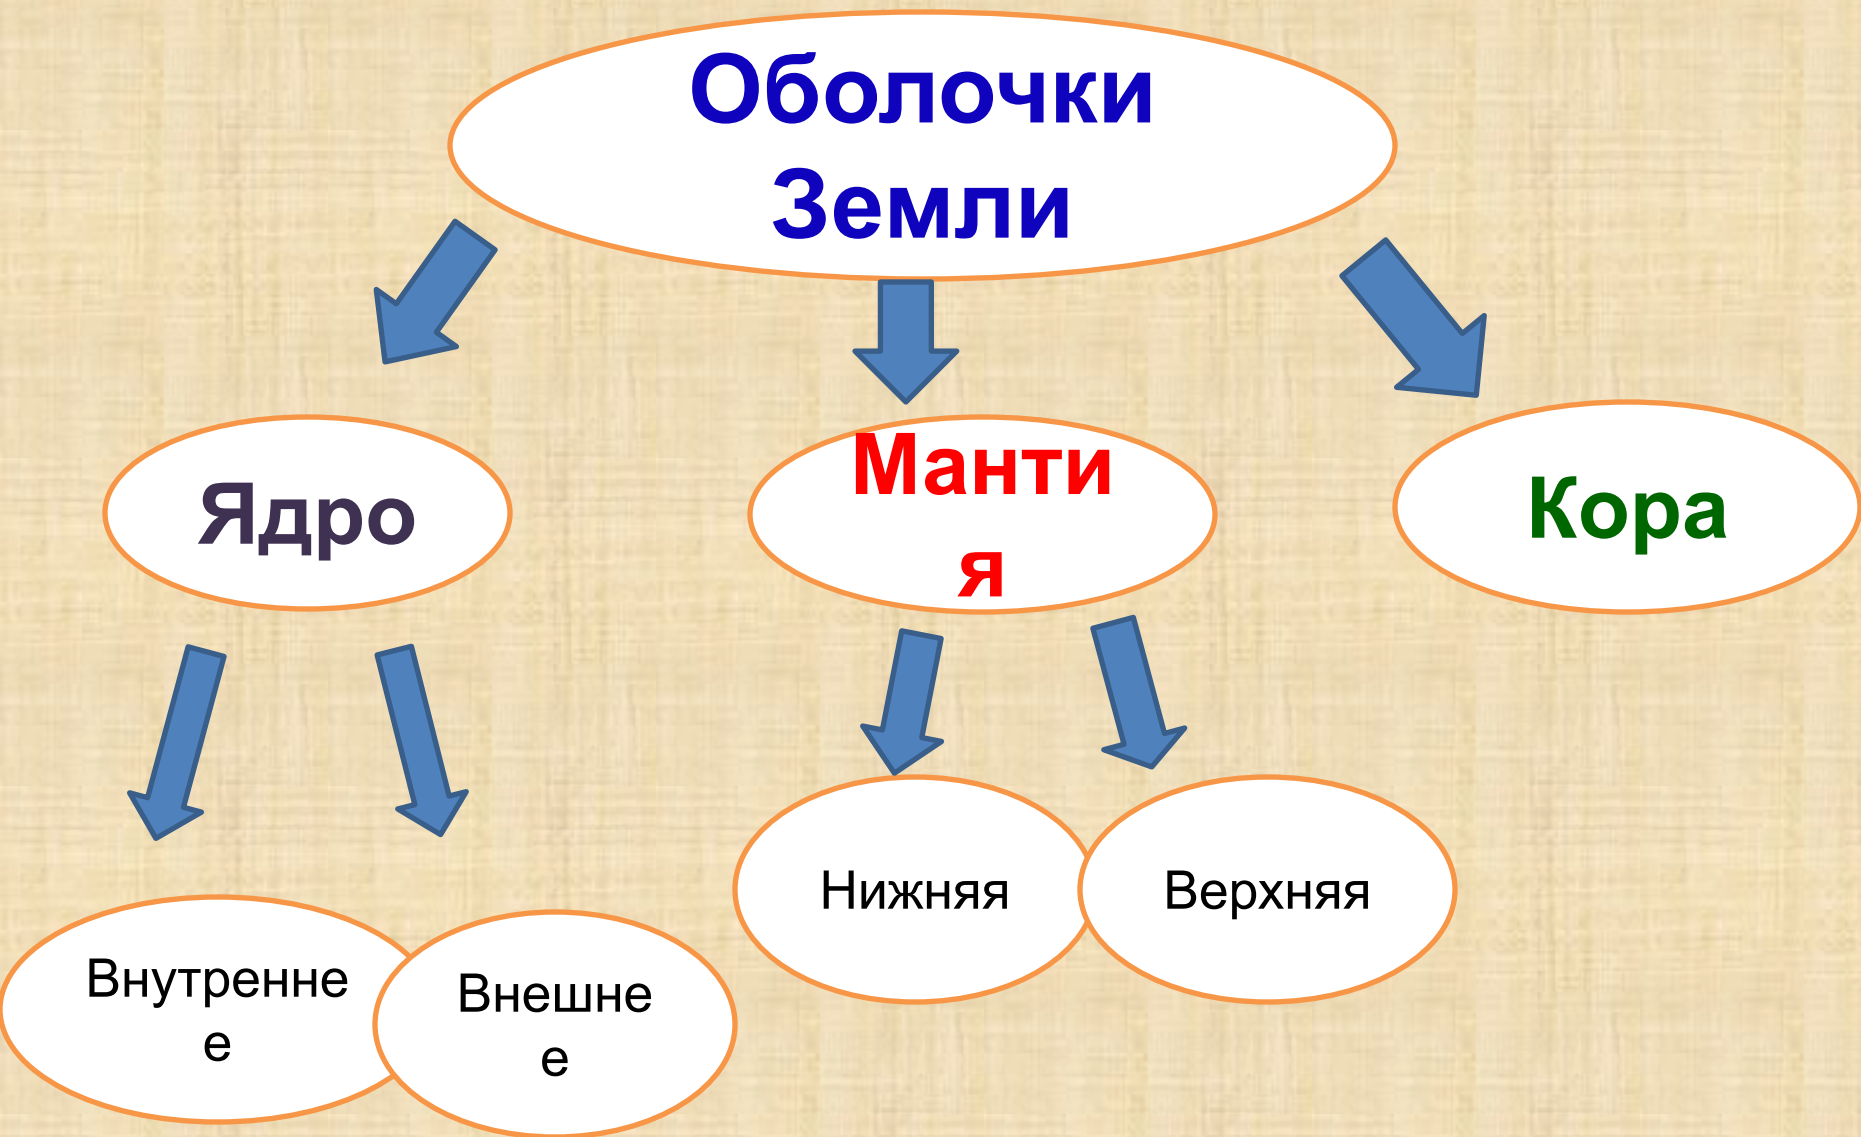 Оболочки
Земли
Ядро
Манти
я
Кора
Нижняя
Верхняя
Внутренне
е
Внешне
е